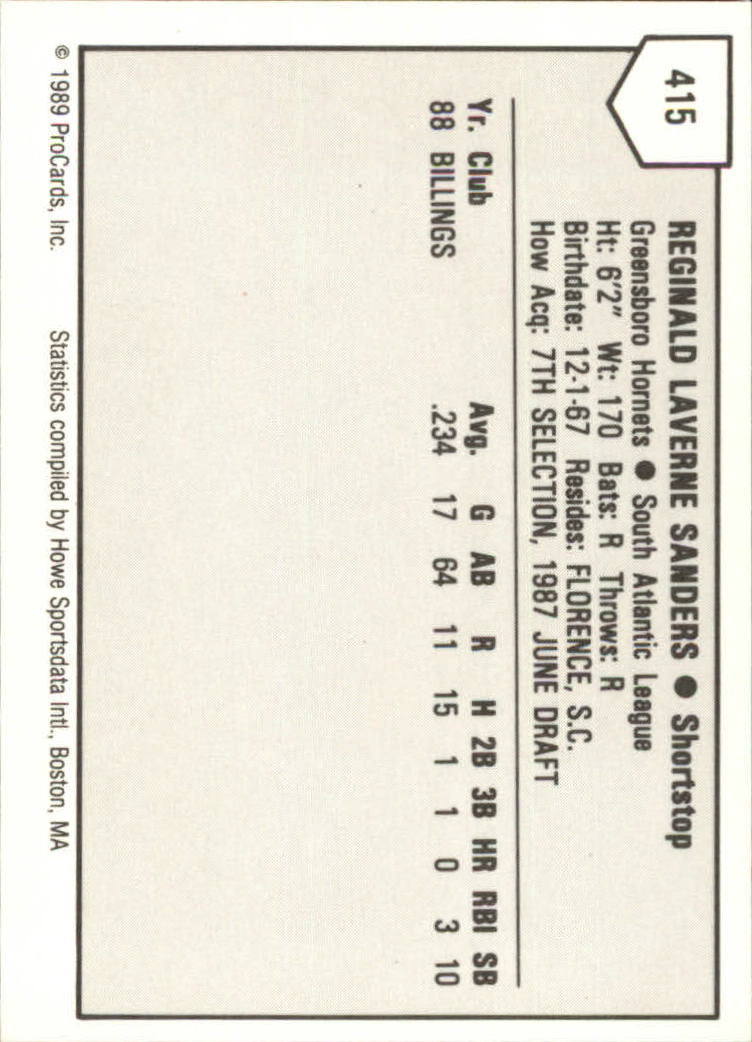 415
REGINALD LAVERNE SANDERS ● Shortstop
Greensboro Hornets ● South Atlantic League
Ht: 6'2" Wt: 170 Bats: R Throws: R
Birthdate: 12-1-67 Resides: FLORENCE, S.C.
How Acq: 7TH SELECTION, 1987 JUNE DRAFT
Yr. Club Avg. G AB R H 2B 3B HR RBI SB
88 BILLINGS .234 17 64 11 15 1 1 0 3 10
© 1989 ProCards, Inc. Statistics compiled by Howe Sportsdata Intl., Boston, MA